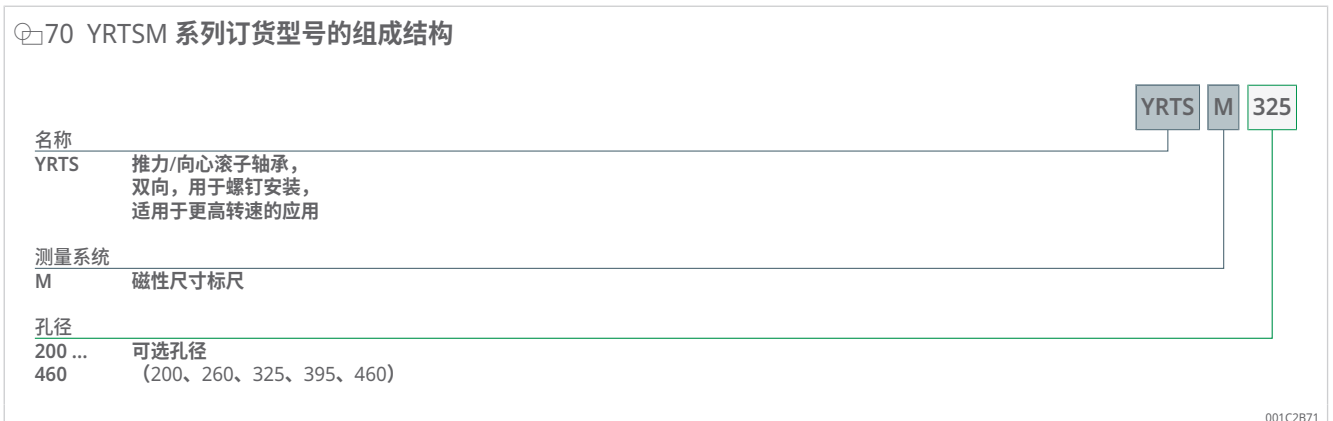 70 YRTSM 系列订货型号的组成结构
YRTS M 325
名称
YRTS 推力/向心滚子轴承，
双向，用于螺钉安装，
适用于更高转速的应用
测量系统
M 磁性尺寸标尺
孔径
200 ... 可选孔径
460 （200、260、325、395、460）
001C2B71